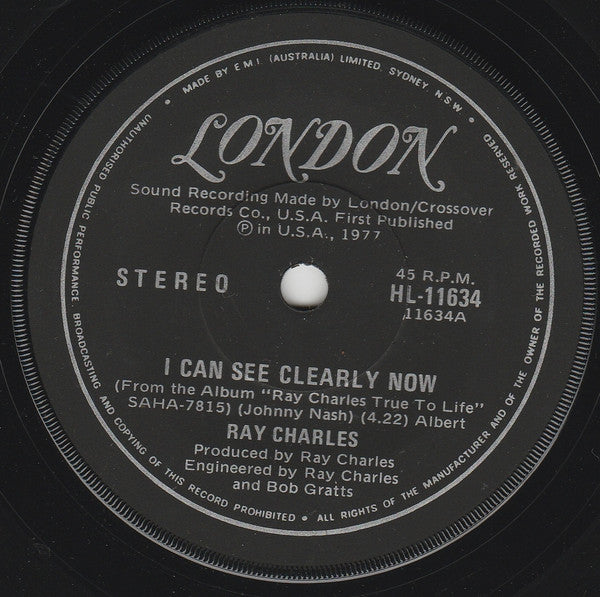 MADE BY E.M.I. (AUSTRALIA) LIMITED, SYDNEY, N.S.W. •
LONDON
Sound Recording Made by London/Crossover
Records Co., U.S.A. First Published
Ⓟ in U.S.A., 1977
STEREO
45 R.P.M.
HL-11634
11634A
I CAN SEE CLEARLY NOW
(From the Album "Ray Charles True To Life"
SAHA-7815) (Johnny Nash) (4.22) Albert
RAY CHARLES
Produced by Ray Charles
Engineered by Ray Charles
and Bob Gratts
• UNAUTHORISED PUBLIC PERFORMANCE, BROADCASTING AND COPYING OF THIS RECORD PROHIBITED • ALL RIGHTS OF THE MANUFACTURER AND OF THE OWNER OF THE RECORDED WORK RESERVED